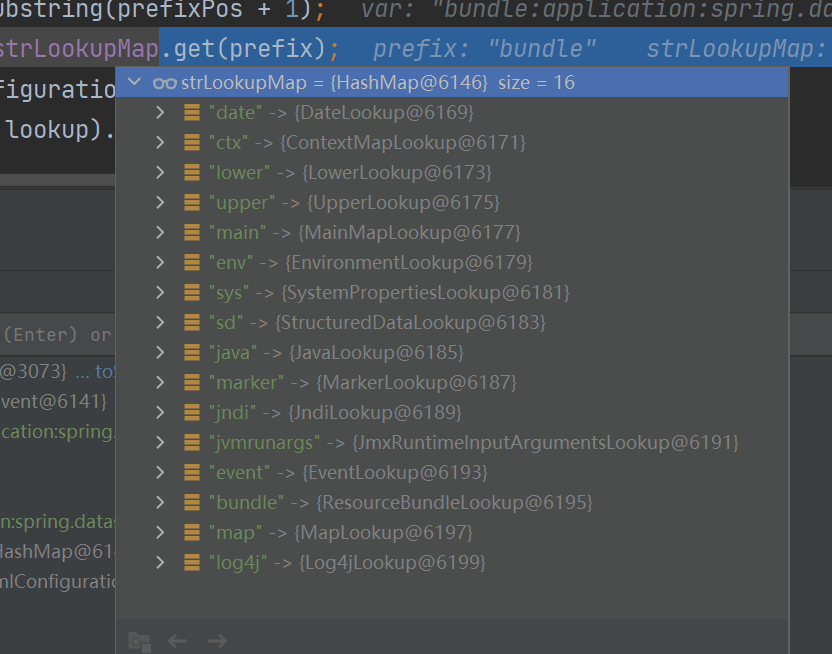 ubstring(prefixPos + 1); var: "bundle:application:spring.da
strLookupMap.get(prefix); prefix: "bundle" strLookupMap:
figuratio
strLookupMap = {HashMap@6146} size = 16
"date" -> {DateLookup@6169}
lookup).
"ctx" -> {ContextMapLookup@6171}
"lower" -> {LowerLookup@6173}
"upper" -> {UpperLookup@6175}
"main" -> {MainMapLookup@6177}
"env" -> {EnvironmentLookup@6179}
"sys" -> {SystemPropertiesLookup@6181}
"sd" -> {StructuredDataLookup@6183}
(Enter) or
"java" -> {JavaLookup@6185}
@3073} ... to
"marker" -> {MarkerLookup@6187}
vent@6141}
"jndi" -> {JndiLookup@6189}
cation:spring.
"jvmrunargs" -> {JmxRuntimeInputArgumentsLookup@6191}
"event" -> {EventLookup@6193}
"bundle" -> {ResourceBundleLookup@6195}
n:spring.datas
"map" -> {MapLookup@6197}
HashMap@614
"log4j" -> {Log4jLookup@6199}
mlConfiguratio